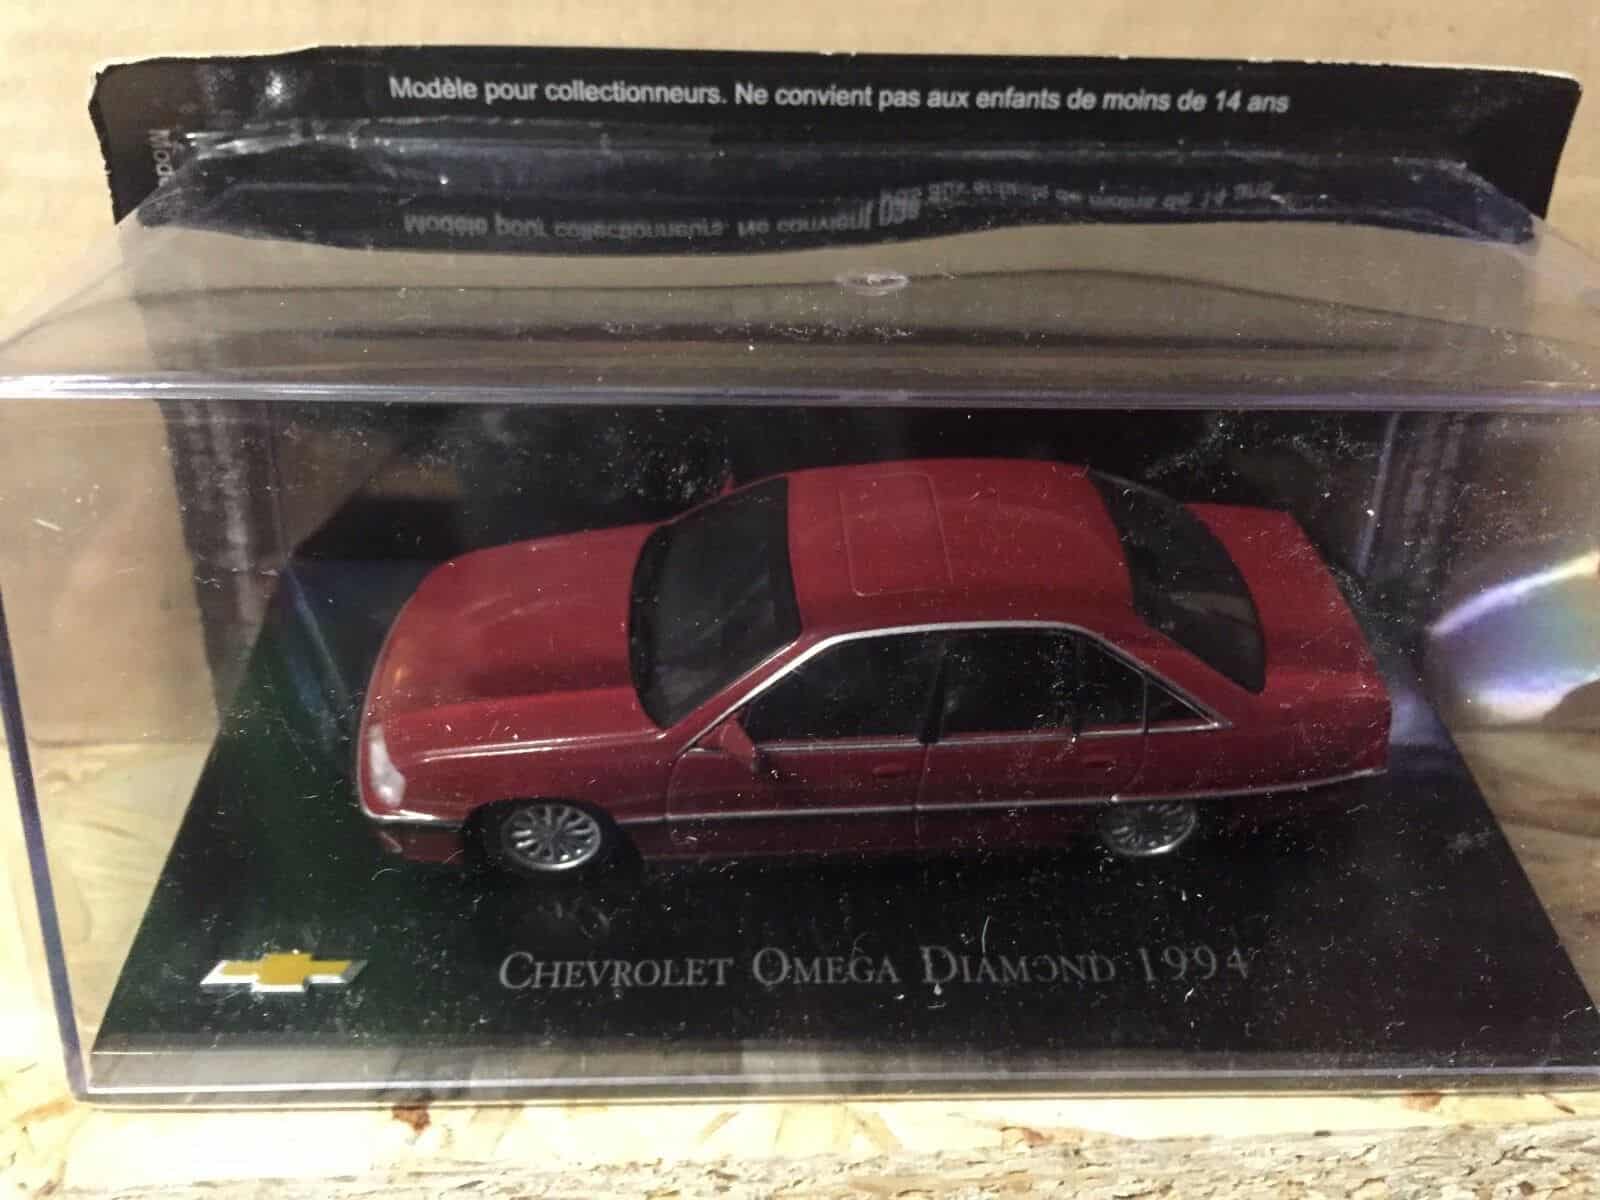 Modèle pour collectionneurs. Ne convient pas aux enfants de moins de 14 ans
CHEVROLET OMEGA DIAMOND 1994